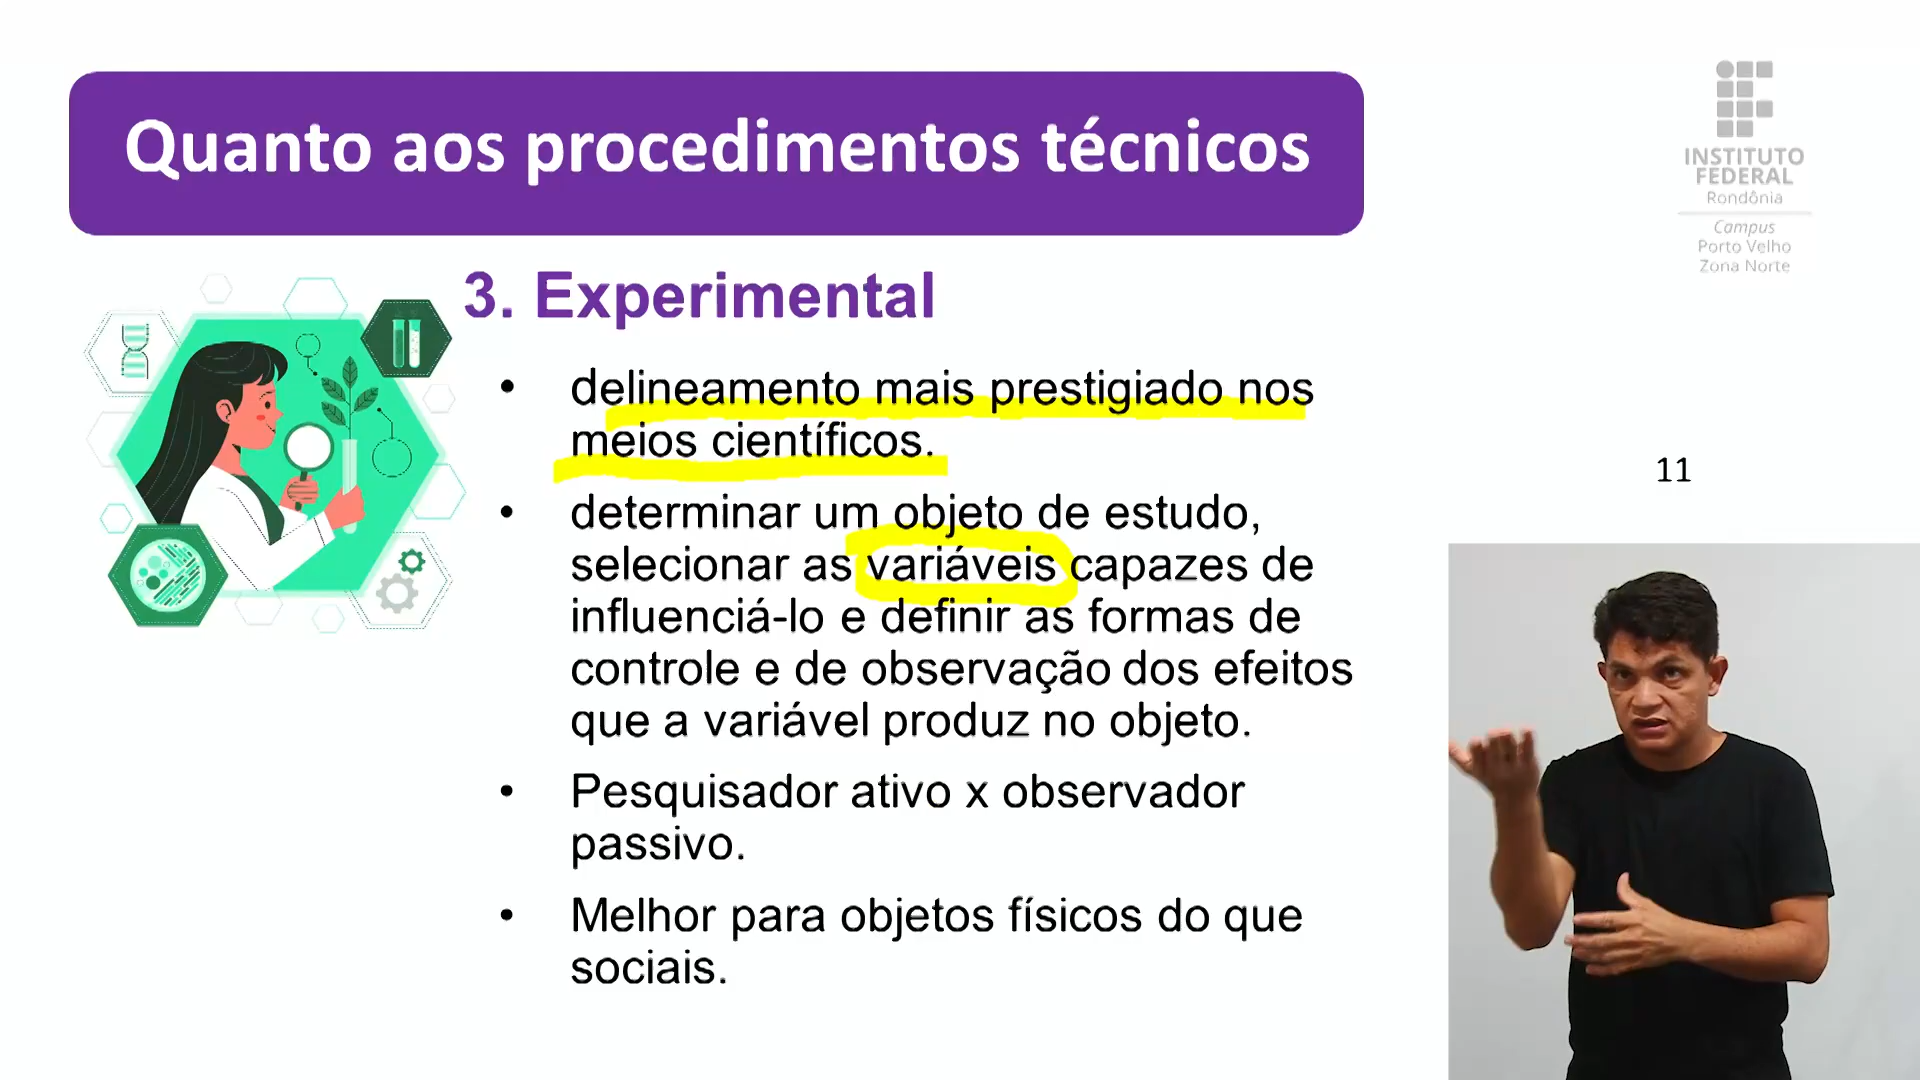 Quanto aos procedimentos técnicos
INSTITUTO
FEDERAL
Rondônia
Campus
Porto Velho
Zona Norte
3. Experimental
• delineamento mais prestigiado nos
meios científicos.
• determinar um objeto de estudo,
selecionar as variáveis capazes de
influenciá-lo e definir as formas de
controle e de observação dos efeitos
que a variável produz no objeto.
• Pesquisador ativo x observador
passivo.
• Melhor para objetos físicos do que
sociais.
11